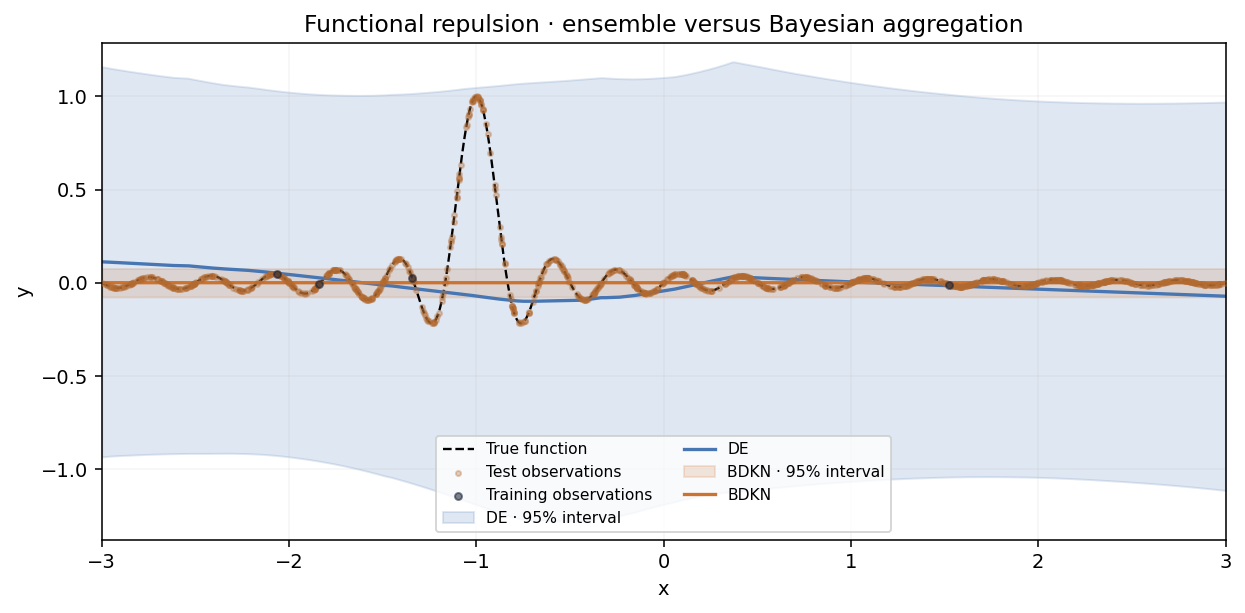 Functional repulsion · ensemble versus Bayesian aggregation
y
1.0
0.5
0.0
−0.5
−1.0
True function
Test observations
Training observations
DE · 95% interval
DE
BDKN · 95% interval
BDKN
−3 −2 −1 0 1 2 3
x